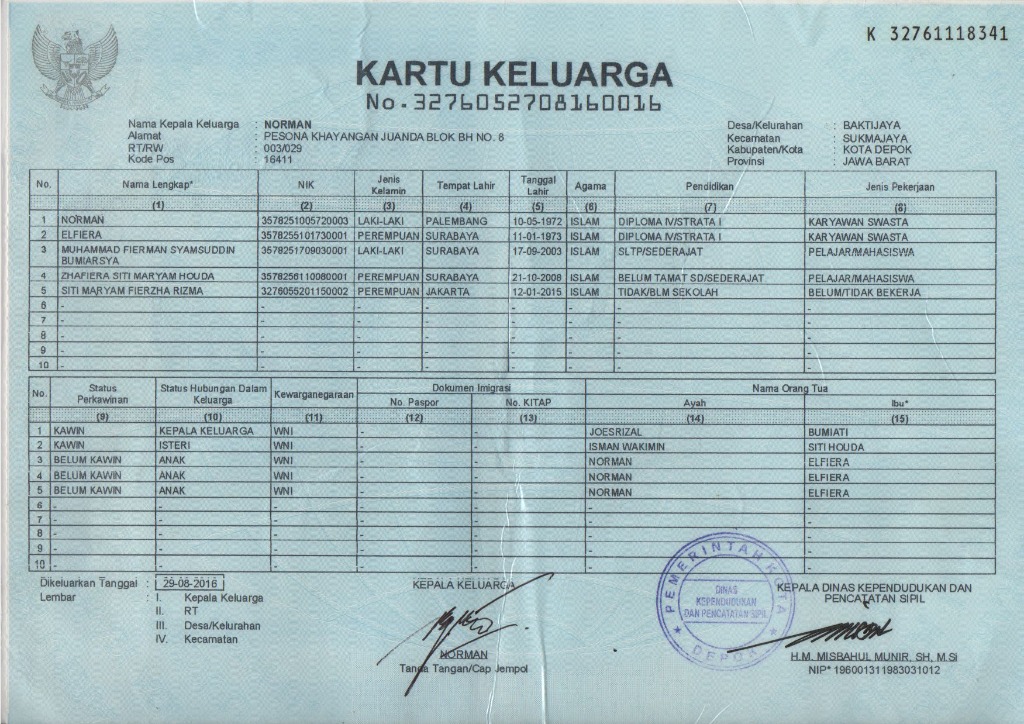 K 32761118341
KARTU KELUARGA
No.3276052708160016
Nama Kepala Keluarga : NORMAN
Alamat : PESONA KHAYANGAN JUANDA BLOK BH NO. 8
RT/RW : 003/029
Kode Pos : 16411
Desa/Kelurahan : BAKTIJAYA
Kecamatan : SUKMAJAYA
Kabupaten/Kota : KOTA DEPOK
Provinsi : JAWA BARAT
No. Nama Lengkap* NIK Jenis Kelamin Tempat Lahir Tanggal Lahir Agama Pendidikan Jenis Pekerjaan
(1) (2) (3) (4) (5) (6) (7) (8)
1 NORMAN 3578251005720003 LAKI-LAKI PALEMBANG 10-05-1972 ISLAM DIPLOMA IV/STRATA I KARYAWAN SWASTA
2 ELFIERA 3578255101730001 PEREMPUAN SURABAYA 11-01-1973 ISLAM DIPLOMA IV/STRATA I KARYAWAN SWASTA
3 MUHAMMAD FIERMAN SYAMSUDDIN BUMIARSYA 3578251709030001 LAKI-LAKI SURABAYA 17-09-2003 ISLAM SLTP/SEDERAJAT PELAJAR/MAHASISWA
4 ZHAFIERA SITI MARYAM HOUDA 3578256110080001 PEREMPUAN SURABAYA 21-10-2008 ISLAM BELUM TAMAT SD/SEDERAJAT PELAJAR/MAHASISWA
5 SITI MARYAM FIERZHA RIZMA 3276055201150002 PEREMPUAN JAKARTA 12-01-2015 ISLAM TIDAK/BLM SEKOLAH BELUM/TIDAK BEKERJA
6 - - - - - - - -
7 - - - - - - - -
8 - - - - - - - -
9 - - - - - - - -
10 - - - - - - - -
No. Status Perkawinan Status Hubungan Dalam Keluarga Kewarganegaraan Dokumen Imigrasi Nama Orang Tua
No. Paspor No. KITAP Ayah Ibu*
(9) (10) (11) (12) (13) (14) (15)
1 KAWIN KEPALA KELUARGA WNI - - JOESRIZAL BUMIATI
2 KAWIN ISTERI WNI - - ISMAN WAKIMIN SITI HOUDA
3 BELUM KAWIN ANAK WNI - - NORMAN ELFIERA
4 BELUM KAWIN ANAK WNI - - NORMAN ELFIERA
5 BELUM KAWIN ANAK WNI - - NORMAN ELFIERA
6 - - - - - - -
7 - - - - - - -
8 - - - - - - -
9 - - - - - - -
10 - - - - - - -
Dikeluarkan Tanggal : 29-08-2016
Lembar : I. Kepala Keluarga
II. RT
III. Desa/Kelurahan
IV. Kecamatan
KEPALA KELUARGA
NORMAN
Tanda Tangan/Cap Jempol
PEMERINTAH KOTA
DINAS
KEPENDUDUKAN
DAN PENCATATAN SIPIL
DEPOK
KEPALA DINAS KEPENDUDUKAN DAN
PENCATATAN SIPIL
H.M. MISBAHUL MUNIR, SH, M.Si
NIP* 196001311983031012